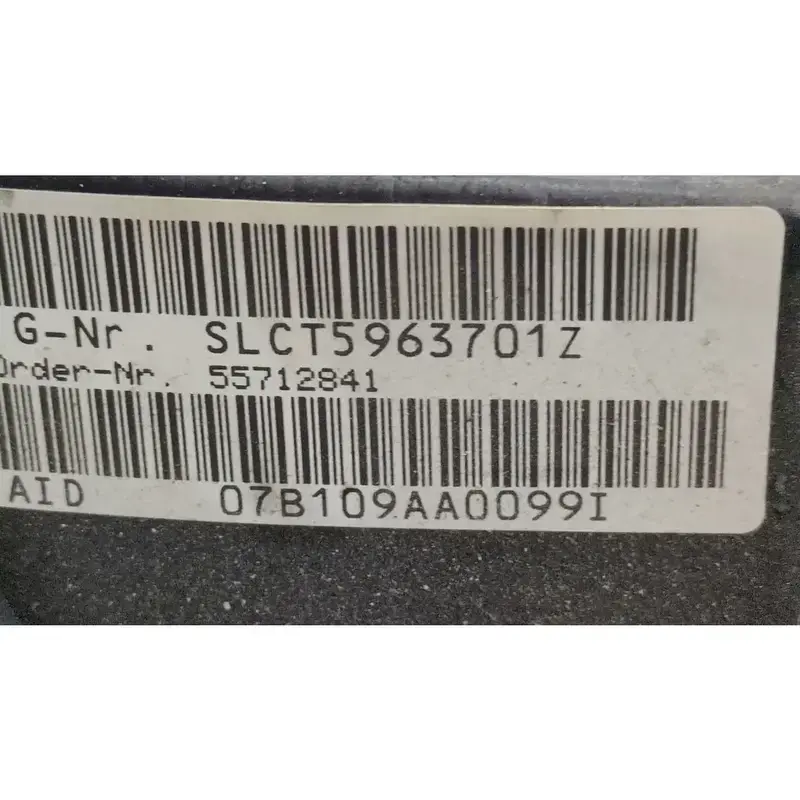 G-Nr. SLCT5963701Z
Order-Nr. 55712841
AID 07B109AA0099I